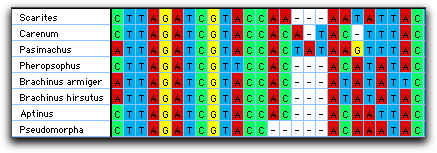 Scarites C T T A G A T C G T A C C A A - - - A A T A T T A C
Carenum C T T A G A T C G T A C C A C A - T A C - T T T A C
Pasimachus A T T A G A T C G T A C C A C T A T A A G T T T A C
Pheropsophus C T T A G A T C G T T C C A C - - - A C A T A T A C
Brachinus armiger A T T A G A T C G T A C C A C - - - A T A T A T T C
Brachinus hirsutus A T T A G A T C G T A C C A C - - - A T A T A T A C
Aptinus C T T A G A T C G T A C C A C - - - A C A A T T A C
Pseudomorpha C T T A G A T C G T A C C - - - - - A C A A A T A C